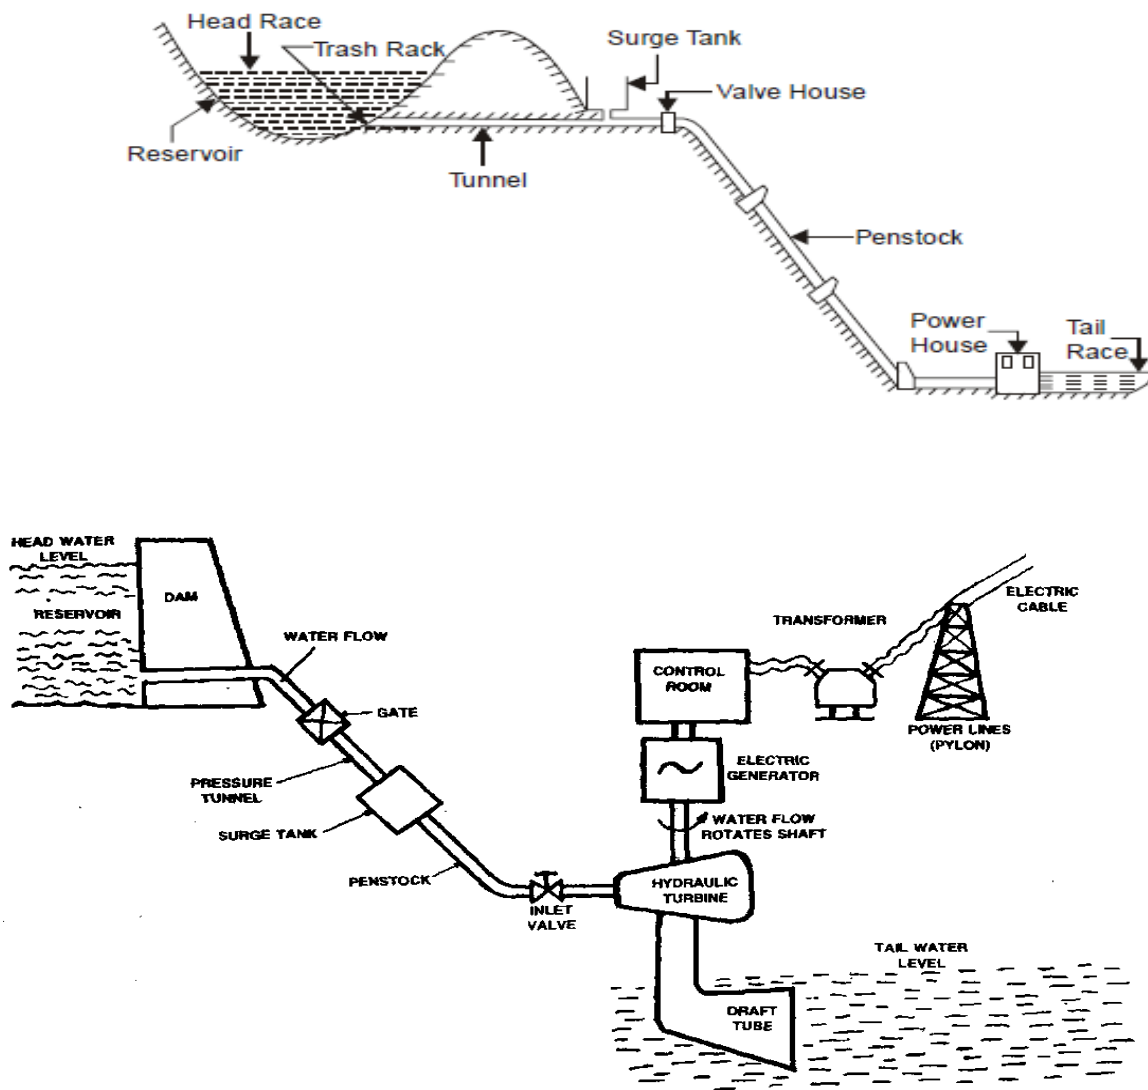 Head Race
Trash Rack
Surge Tank
Valve House
Reservoir
Tunnel
Penstock
Power
House
Tail
Race
HEAD WATER
LEVEL
DAM
RESERVOIR
WATER FLOW
GATE
PRESSURE
TUNNEL
SURGE TANK
PENSTOCK
INLET
VALVE
HYDRAULIC
TURBINE
WATER FLOW
ROTATES SHAFT
ELECTRIC
GENERATOR
CONTROL
ROOM
TRANSFORMER
ELECTRIC
CABLE
POWER LINES
(PYLON)
TAIL WATER
LEVEL
DRAFT
TUBE